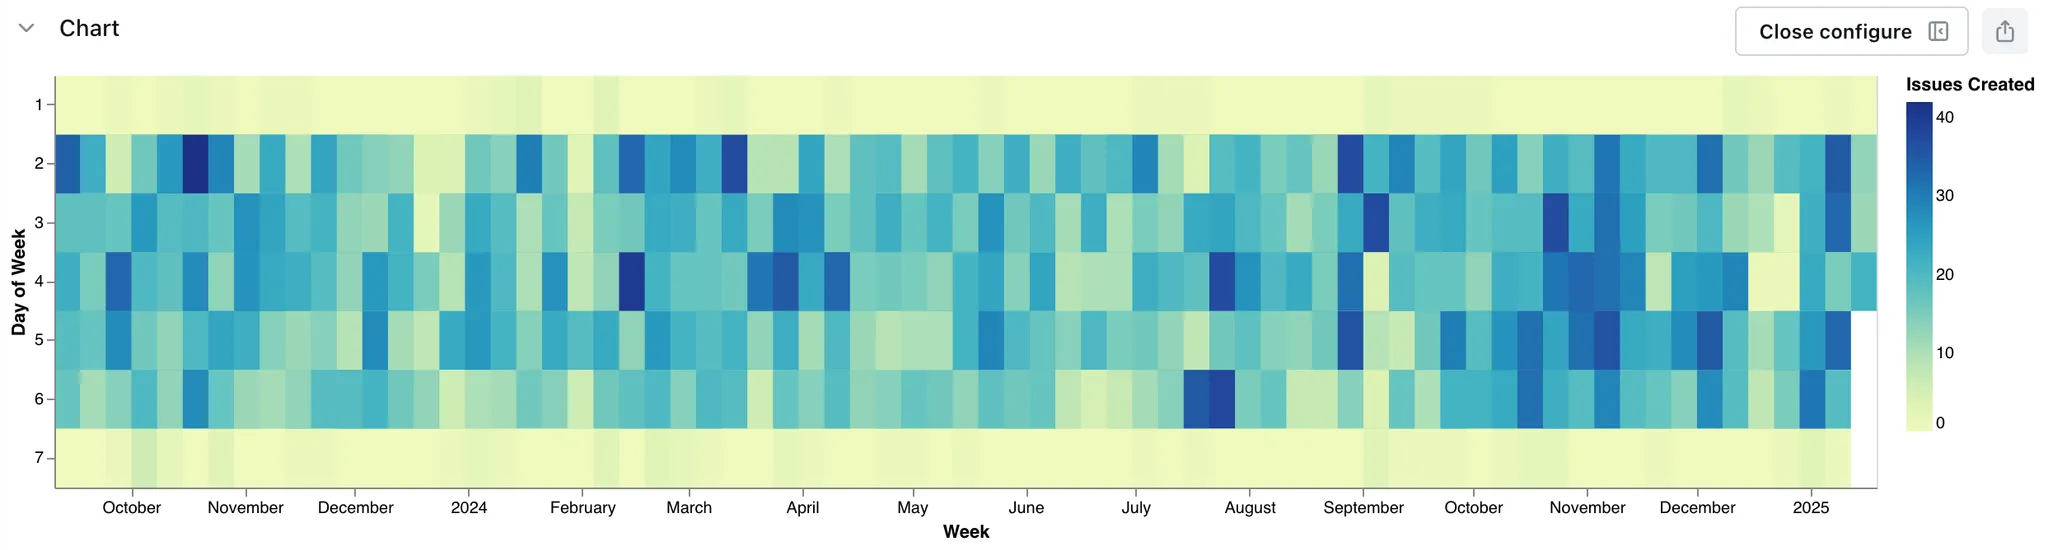 Chart
Close configure
Issues Created
40
30
20
10
0
Day of Week
1
2
3
4
5
6
7
October November December 2024 February March April May June July August September October November December 2025
Week